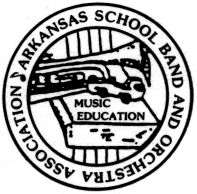 ARKANSAS SCHOOL BAND AND ORCHESTRA ASSOCIATION
MUSIC
EDUCATION